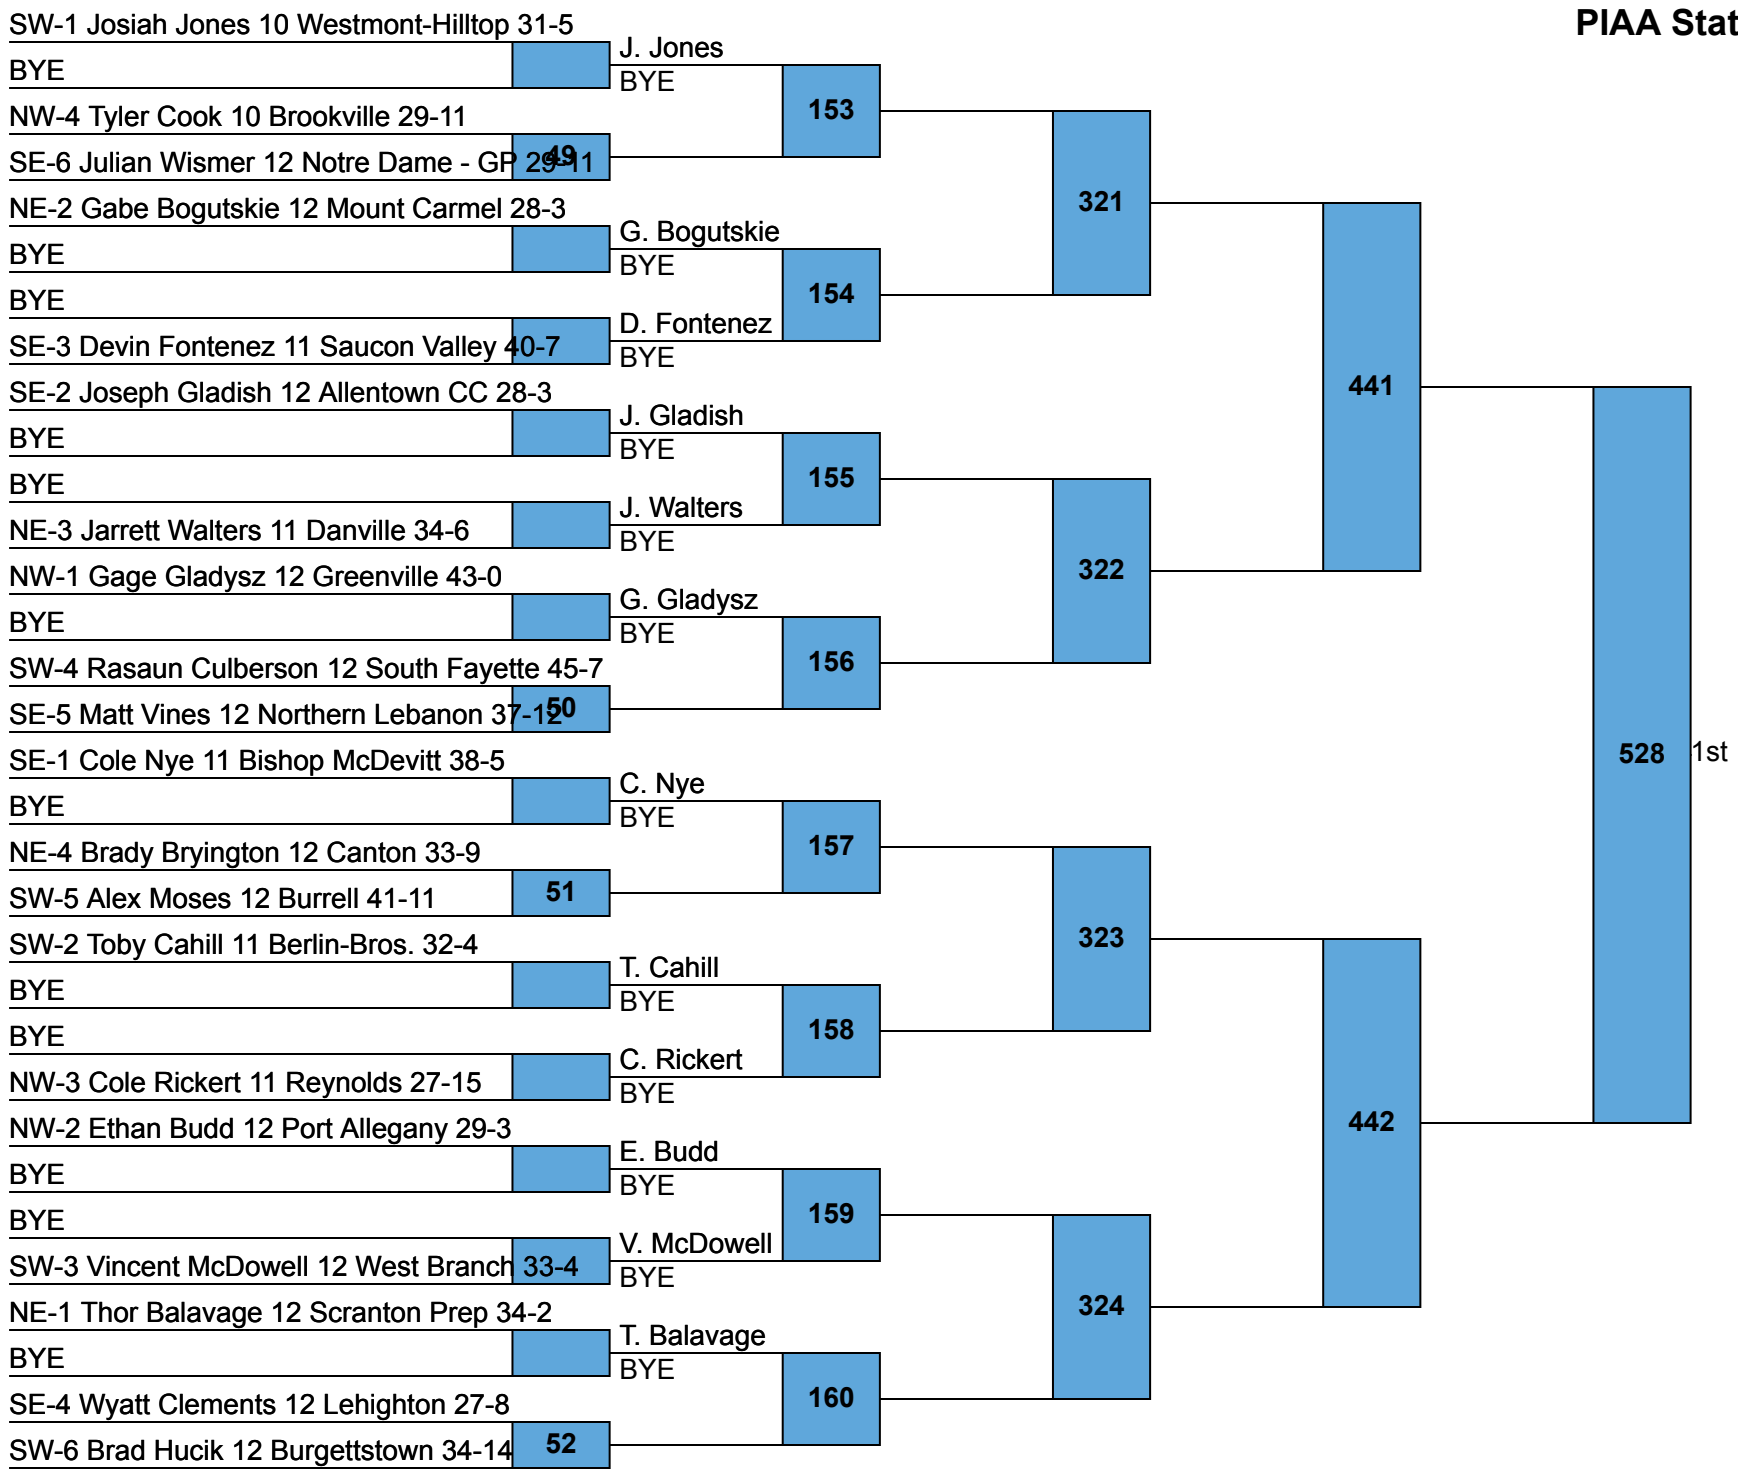 PIAA Stat
SW-1 Josiah Jones 10 Westmont-Hilltop 31-5
BYE
NW-4 Tyler Cook 10 Brookville 29-11
SE-6 Julian Wismer 12 Notre Dame - GP 29-11
NE-2 Gabe Bogutskie 12 Mount Carmel 28-3
BYE
BYE
SE-3 Devin Fontenez 11 Saucon Valley 40-7
SE-2 Joseph Gladish 12 Allentown CC 28-3
BYE
BYE
NE-3 Jarrett Walters 11 Danville 34-6
NW-1 Gage Gladysz 12 Greenville 43-0
BYE
SW-4 Rasaun Culberson 12 South Fayette 45-7
SE-5 Matt Vines 12 Northern Lebanon 37-12
SE-1 Cole Nye 11 Bishop McDevitt 38-5
BYE
NE-4 Brady Bryington 12 Canton 33-9
SW-5 Alex Moses 12 Burrell 41-11
SW-2 Toby Cahill 11 Berlin-Bros. 32-4
BYE
BYE
NW-3 Cole Rickert 11 Reynolds 27-15
NW-2 Ethan Budd 12 Port Allegany 29-3
BYE
BYE
SW-3 Vincent McDowell 12 West Branch 33-4
NE-1 Thor Balavage 12 Scranton Prep 34-2
BYE
SE-4 Wyatt Clements 12 Lehighton 27-8
SW-6 Brad Hucik 12 Burgettstown 34-14
49
50
51
52
J. Jones
BYE
G. Bogutskie
BYE
D. Fontenez
BYE
J. Gladish
BYE
J. Walters
BYE
G. Gladysz
BYE
C. Nye
BYE
T. Cahill
BYE
C. Rickert
BYE
E. Budd
BYE
V. McDowell
BYE
T. Balavage
BYE
153
154
155
156
157
158
159
160
321
322
323
324
441
442
528
1st